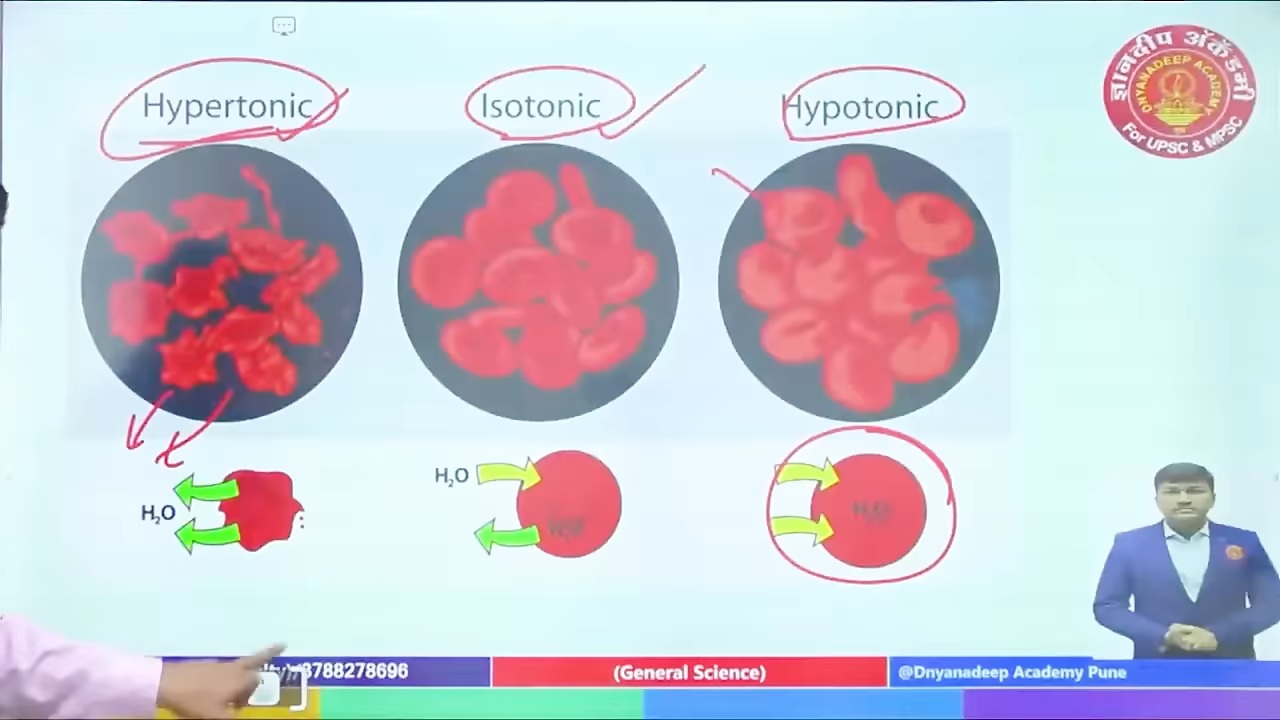 Hypertonic
Isotonic
Hypotonic
H₂O
H₂O
H₂O
ज्ञानदीप अ‍ॅकॅडमी
DNYANADEEP ACADEMY
For UPSC & MPSC
8788278696
(General Science)
@Dnyanadeep Academy Pune